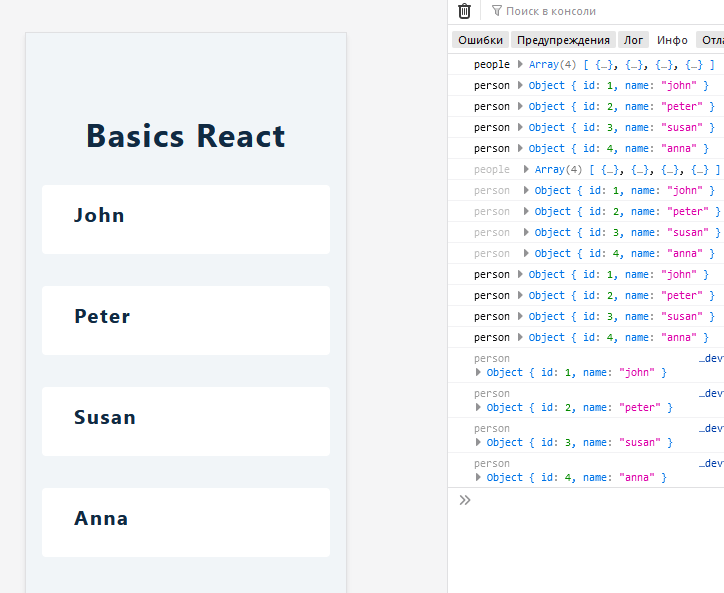 Basics React
John
Peter
Susan
Anna
Поиск в консоли
Ошибки Предупреждения Лог Инфо Отла
people Array(4) [ {…}, {…}, {…}, {…} ]
person Object { id: 1, name: "john" }
person Object { id: 2, name: "peter" }
person Object { id: 3, name: "susan" }
person Object { id: 4, name: "anna" }
people Array(4) [ {…}, {…}, {…}, {…} ]
person Object { id: 1, name: "john" }
person Object { id: 2, name: "peter" }
person Object { id: 3, name: "susan" }
person Object { id: 4, name: "anna" }
person Object { id: 1, name: "john" }
person Object { id: 2, name: "peter" }
person Object { id: 3, name: "susan" }
person Object { id: 4, name: "anna" }
person …dev
Object { id: 1, name: "john" }
person …dev
Object { id: 2, name: "peter" }
person …dev
Object { id: 3, name: "susan" }
person …dev
Object { id: 4, name: "anna" }